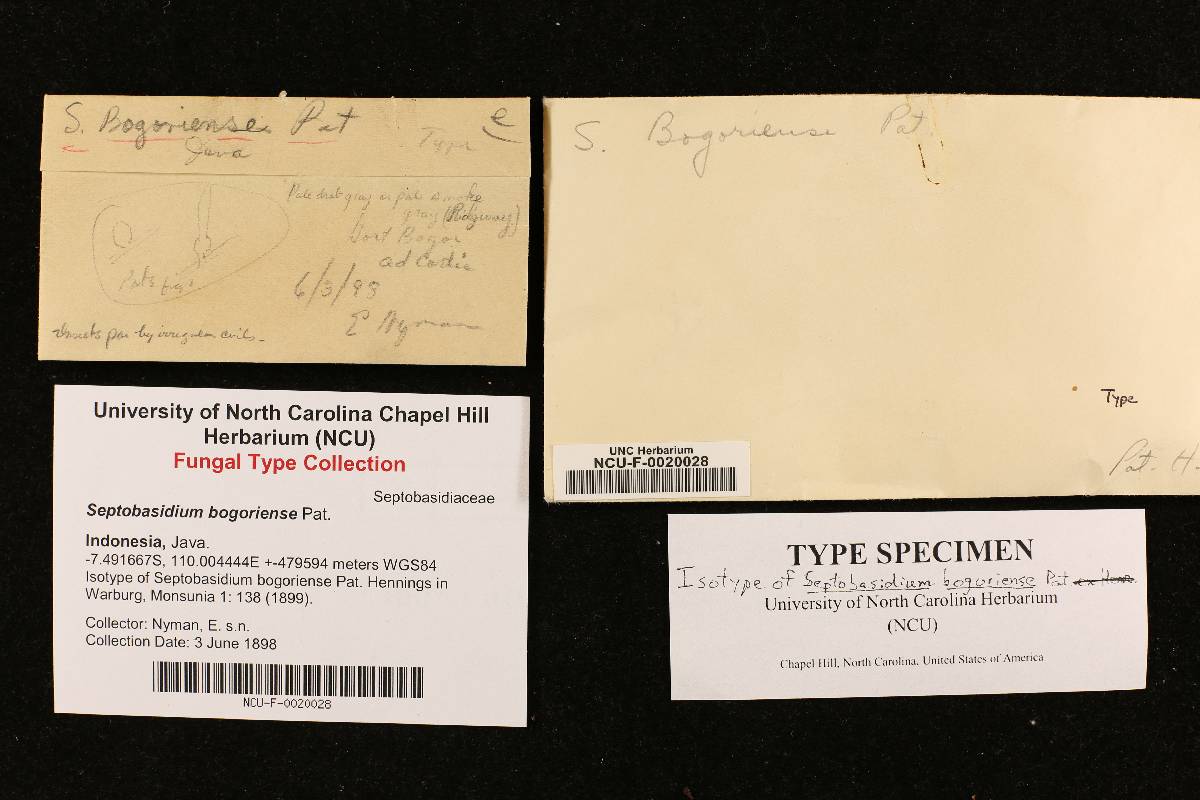 S. Bogoriense Pat
e
Java
Type
Pale drab gray or pale smoke
gray (Ridgway)
Hort Bogor
ad Cortic
6/3/98
E Nyman
Pat's fig.
S. Bogoriense Pat.
Type
Pat. H.
UNC Herbarium
NCU-F-0020028
University of North Carolina Chapel Hill
Herbarium (NCU)
Fungal Type Collection
Septobasidiaceae
Septobasidium bogoriense Pat.
Indonesia, Java.
-7.491667S, 110.004444E +-479594 meters WGS84
Isotype of Septobasidium bogoriense Pat. Hennings in
Warburg, Monsunia 1: 138 (1899).
Collector: Nyman, E. s.n.
Collection Date: 3 June 1898
NCU-F-0020028
TYPE SPECIMEN
Isotype of Septobasidium bogoriense Pat.
University of North Carolina Herbarium
(NCU)
Chapel Hill, North Carolina, United States of America